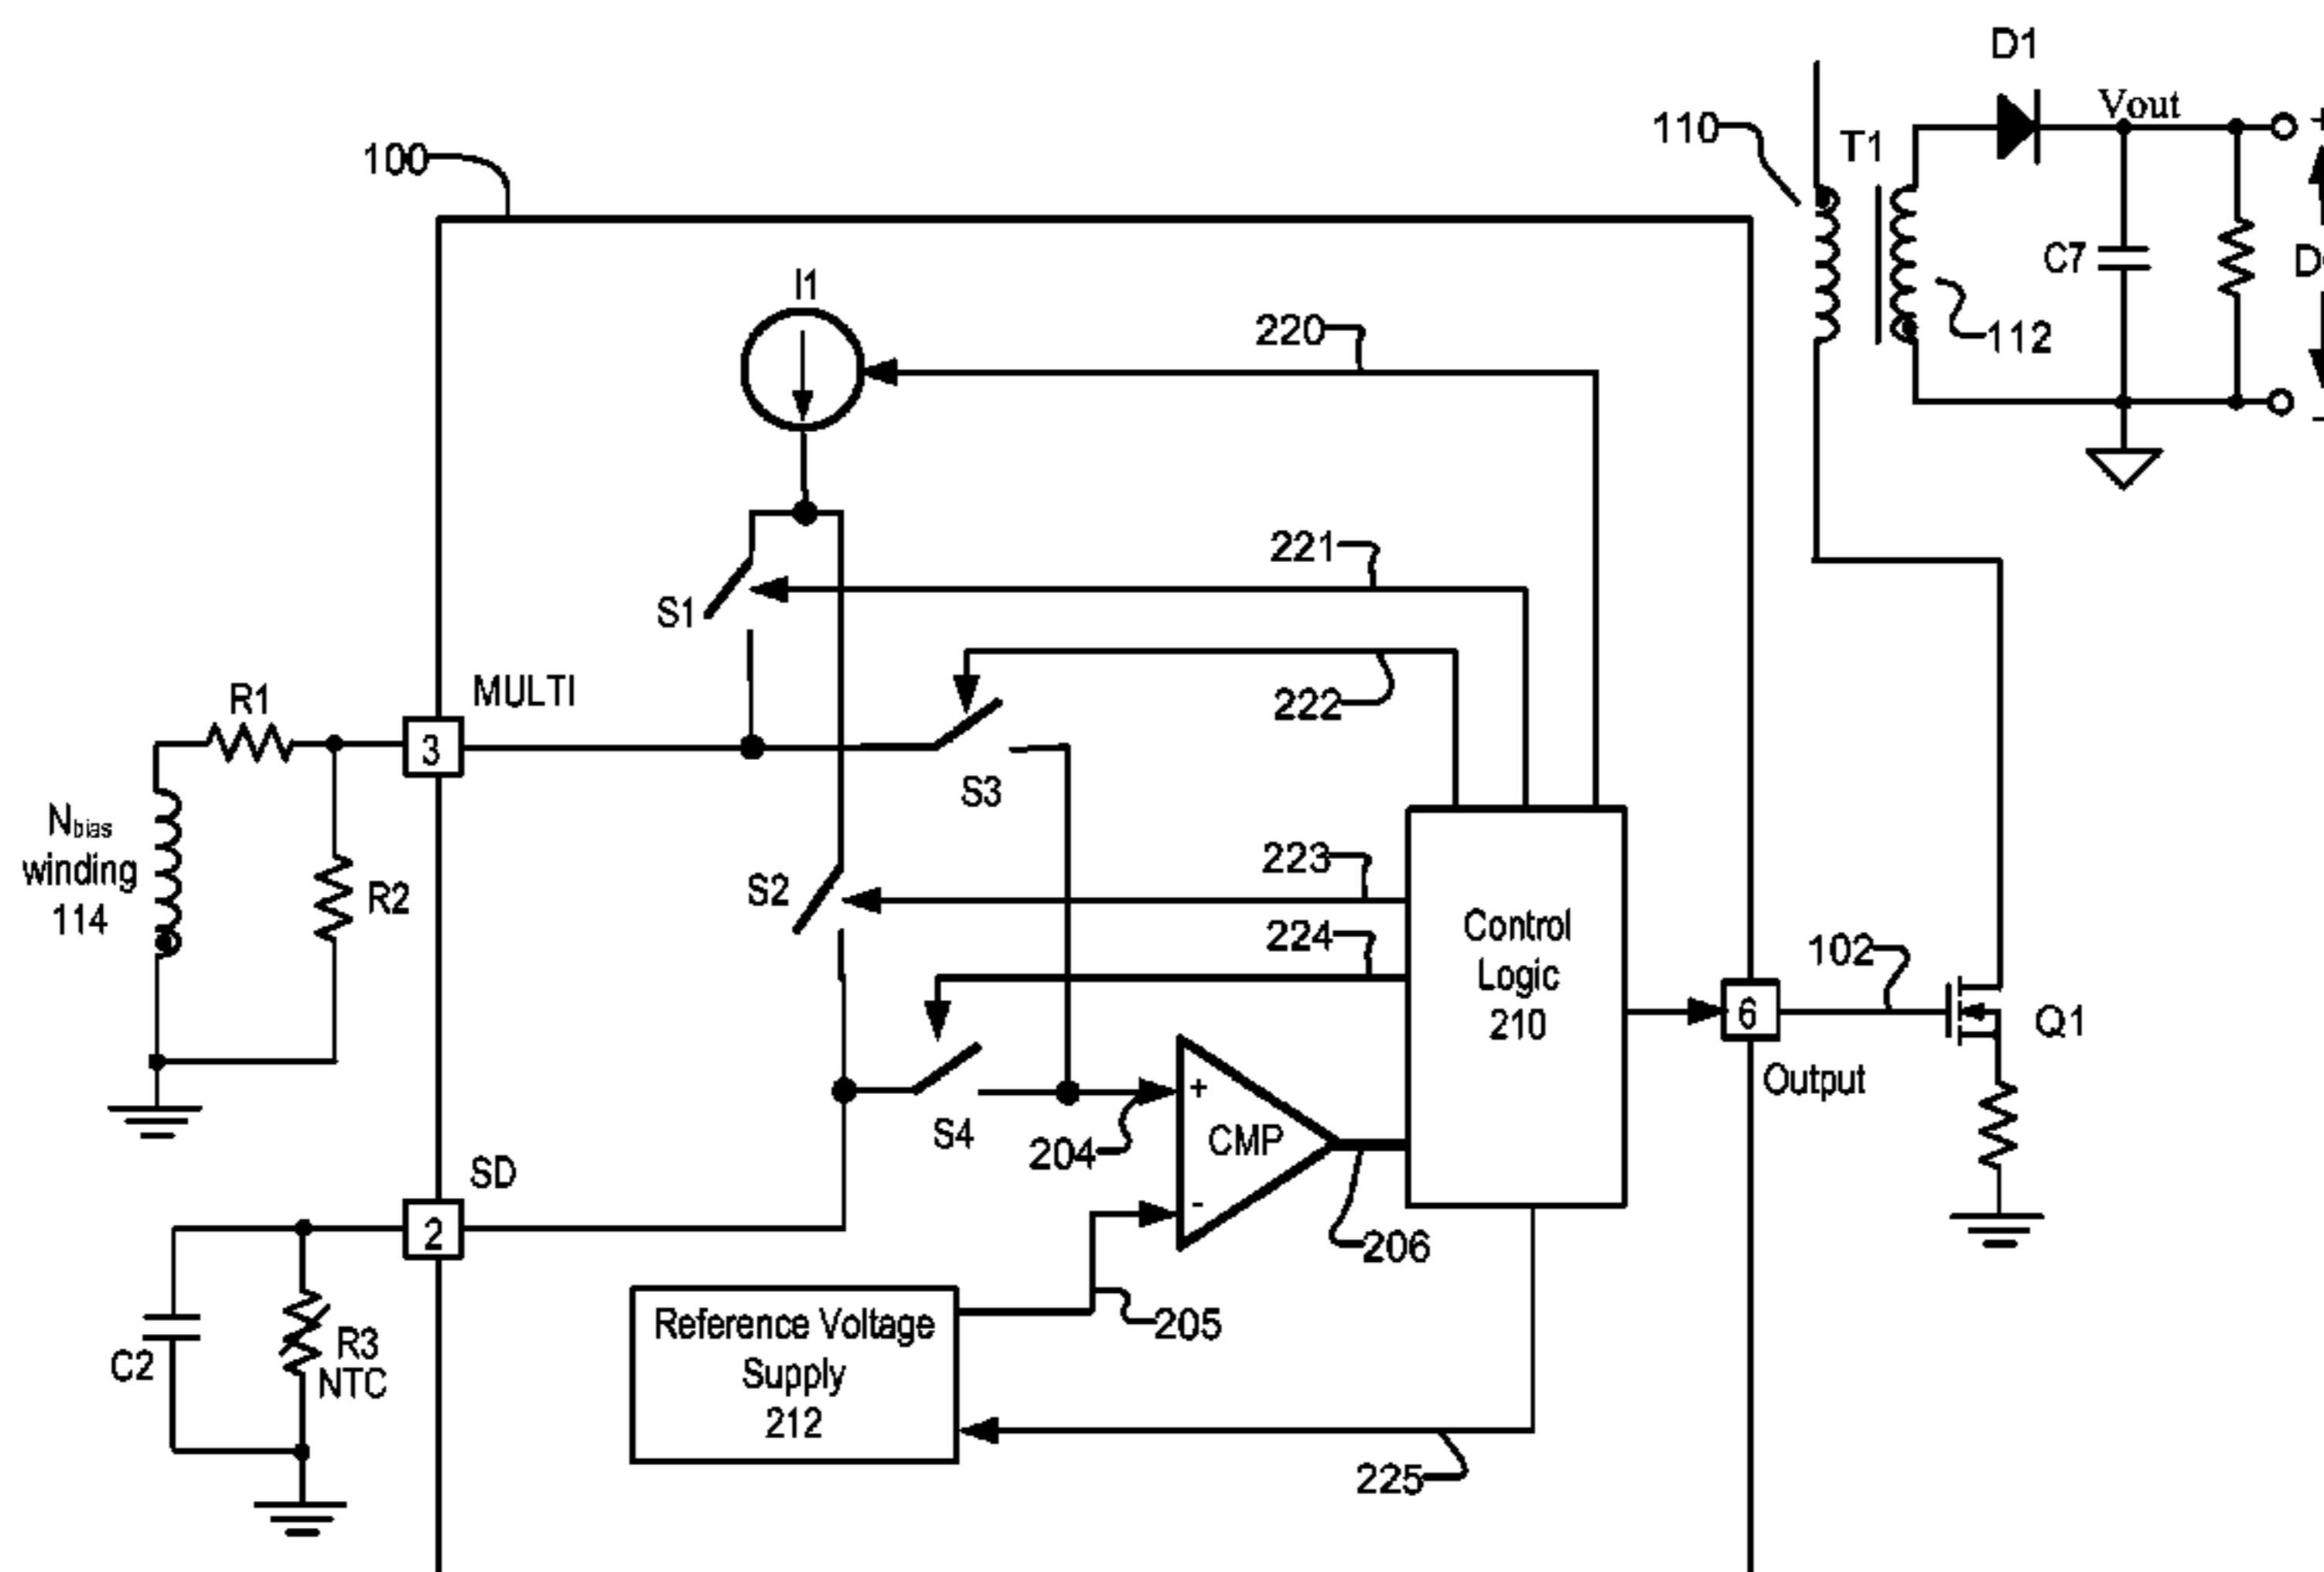 D1
Vout
+
110
T1
100
C7
D
112
-
I1
220
221
S1
222
MULTI
R1
3
S3
Nbias
winding
114
R2
223
S2
224
Control
Logic
210
102
6
Q1
Output
+
S4
204
CMP
-
206
SD
2
Reference Voltage
Supply
212
205
R3
NTC
C2
225